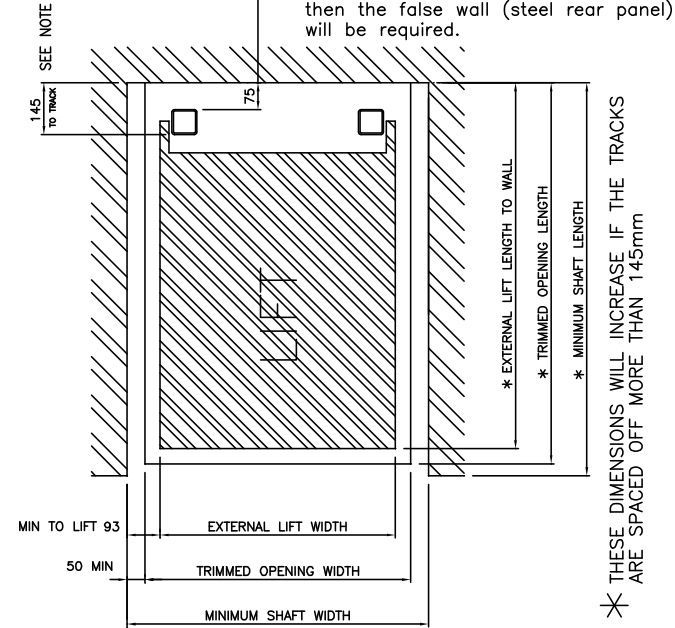 then the false wall (steel rear panel)
will be required.
SEE NOTE
145
TO TRACK
75
LIFT
* EXTERNAL LIFT LENGTH TO WALL
* TRIMMED OPENING LENGTH
* MINIMUM SHAFT LENGTH
* THESE DIMENSIONS WILL INCREASE IF THE TRACKS
ARE SPACED OFF MORE THAN 145mm
MIN TO LIFT 93
EXTERNAL LIFT WIDTH
50 MIN
TRIMMED OPENING WIDTH
MINIMUM SHAFT WIDTH